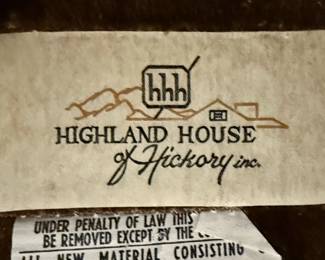 hhh
HIGHLAND HOUSE
of Hickory inc.
UNDER PENALTY OF LAW THIS
BE REMOVED EXCEPT BY THE
ALL NEW MATERIAL CONSISTING